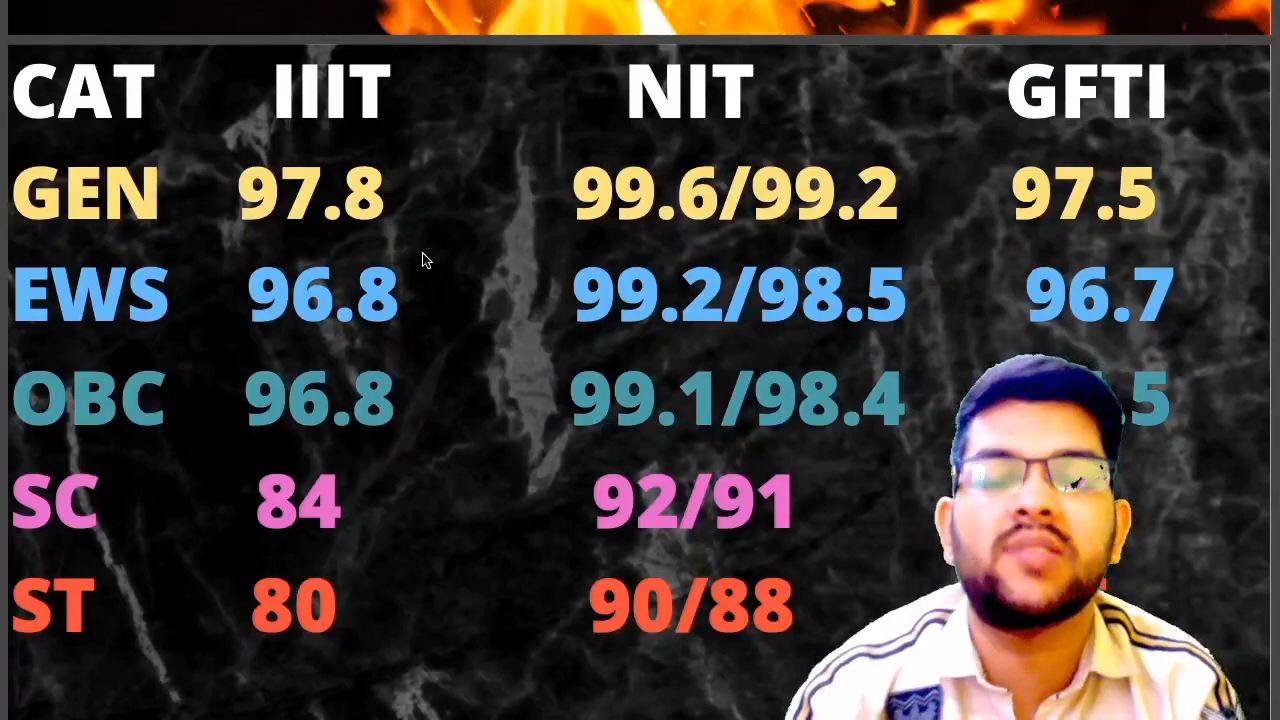 CAT IIIT NIT GFTI
GEN 97.8 99.6/99.2 97.5
EWS 96.8 99.2/98.5 96.7
OBC 96.8 99.1/98.4 .5
SC 84 92/91
ST 80 90/88